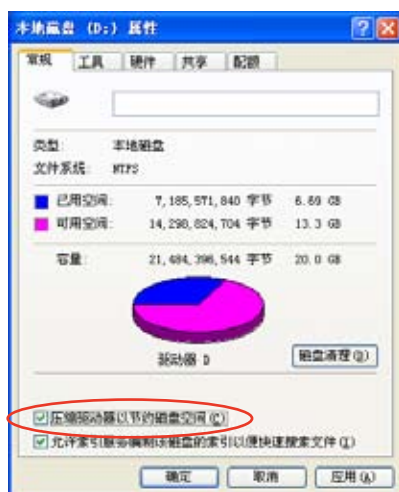 本地磁盘 (D:) 属性
常规 工具 硬件 共享 配额
类型: 本地磁盘
文件系统: NTFS
已用空间: 7,185,571,840 字节 6.69 GB
可用空间: 14,298,824,704 字节 13.3 GB
容量: 21,484,396,544 字节 20.0 GB
驱动器 D
磁盘清理(D)
压缩驱动器以节约磁盘空间(C)
允许索引服务编制该磁盘的索引以便快速搜索文件(I)
确定 取消 应用(A)